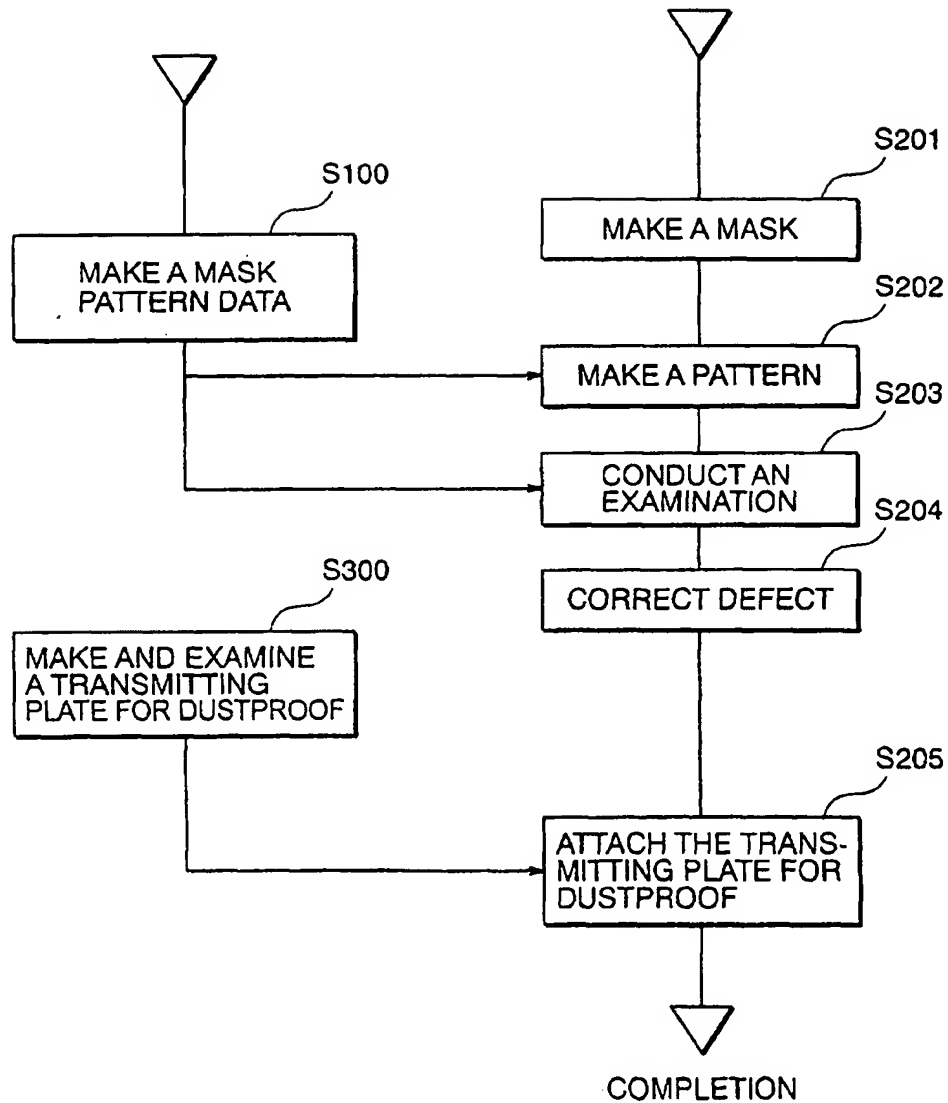 S100
MAKE A MASK
PATTERN DATA
S201
MAKE A MASK
S202
MAKE A PATTERN
S203
CONDUCT AN
EXAMINATION
S204
CORRECT DEFECT
S300
MAKE AND EXAMINE
A TRANSMITTING
PLATE FOR DUSTPROOF
S205
ATTACH THE TRANS-
MITTING PLATE FOR
DUSTPROOF
COMPLETION